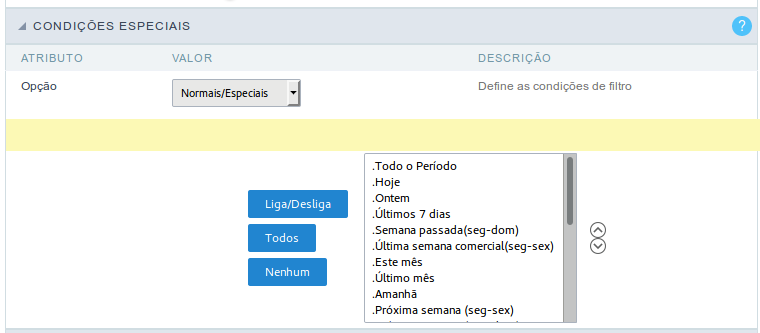 CONDIÇÕES ESPECIAIS
?
ATRIBUTO VALOR DESCRIÇÃO
Opção Normais/Especiais Define as condições de filtro
Liga/Desliga
Todos
Nenhum
.Todo o Período
.Hoje
.Ontem
.Últimos 7 dias
.Semana passada(seg-dom)
.Última semana comercial(seg-sex)
.Este mês
.Último mês
.Amanhã
.Próxima semana (seg-sex)